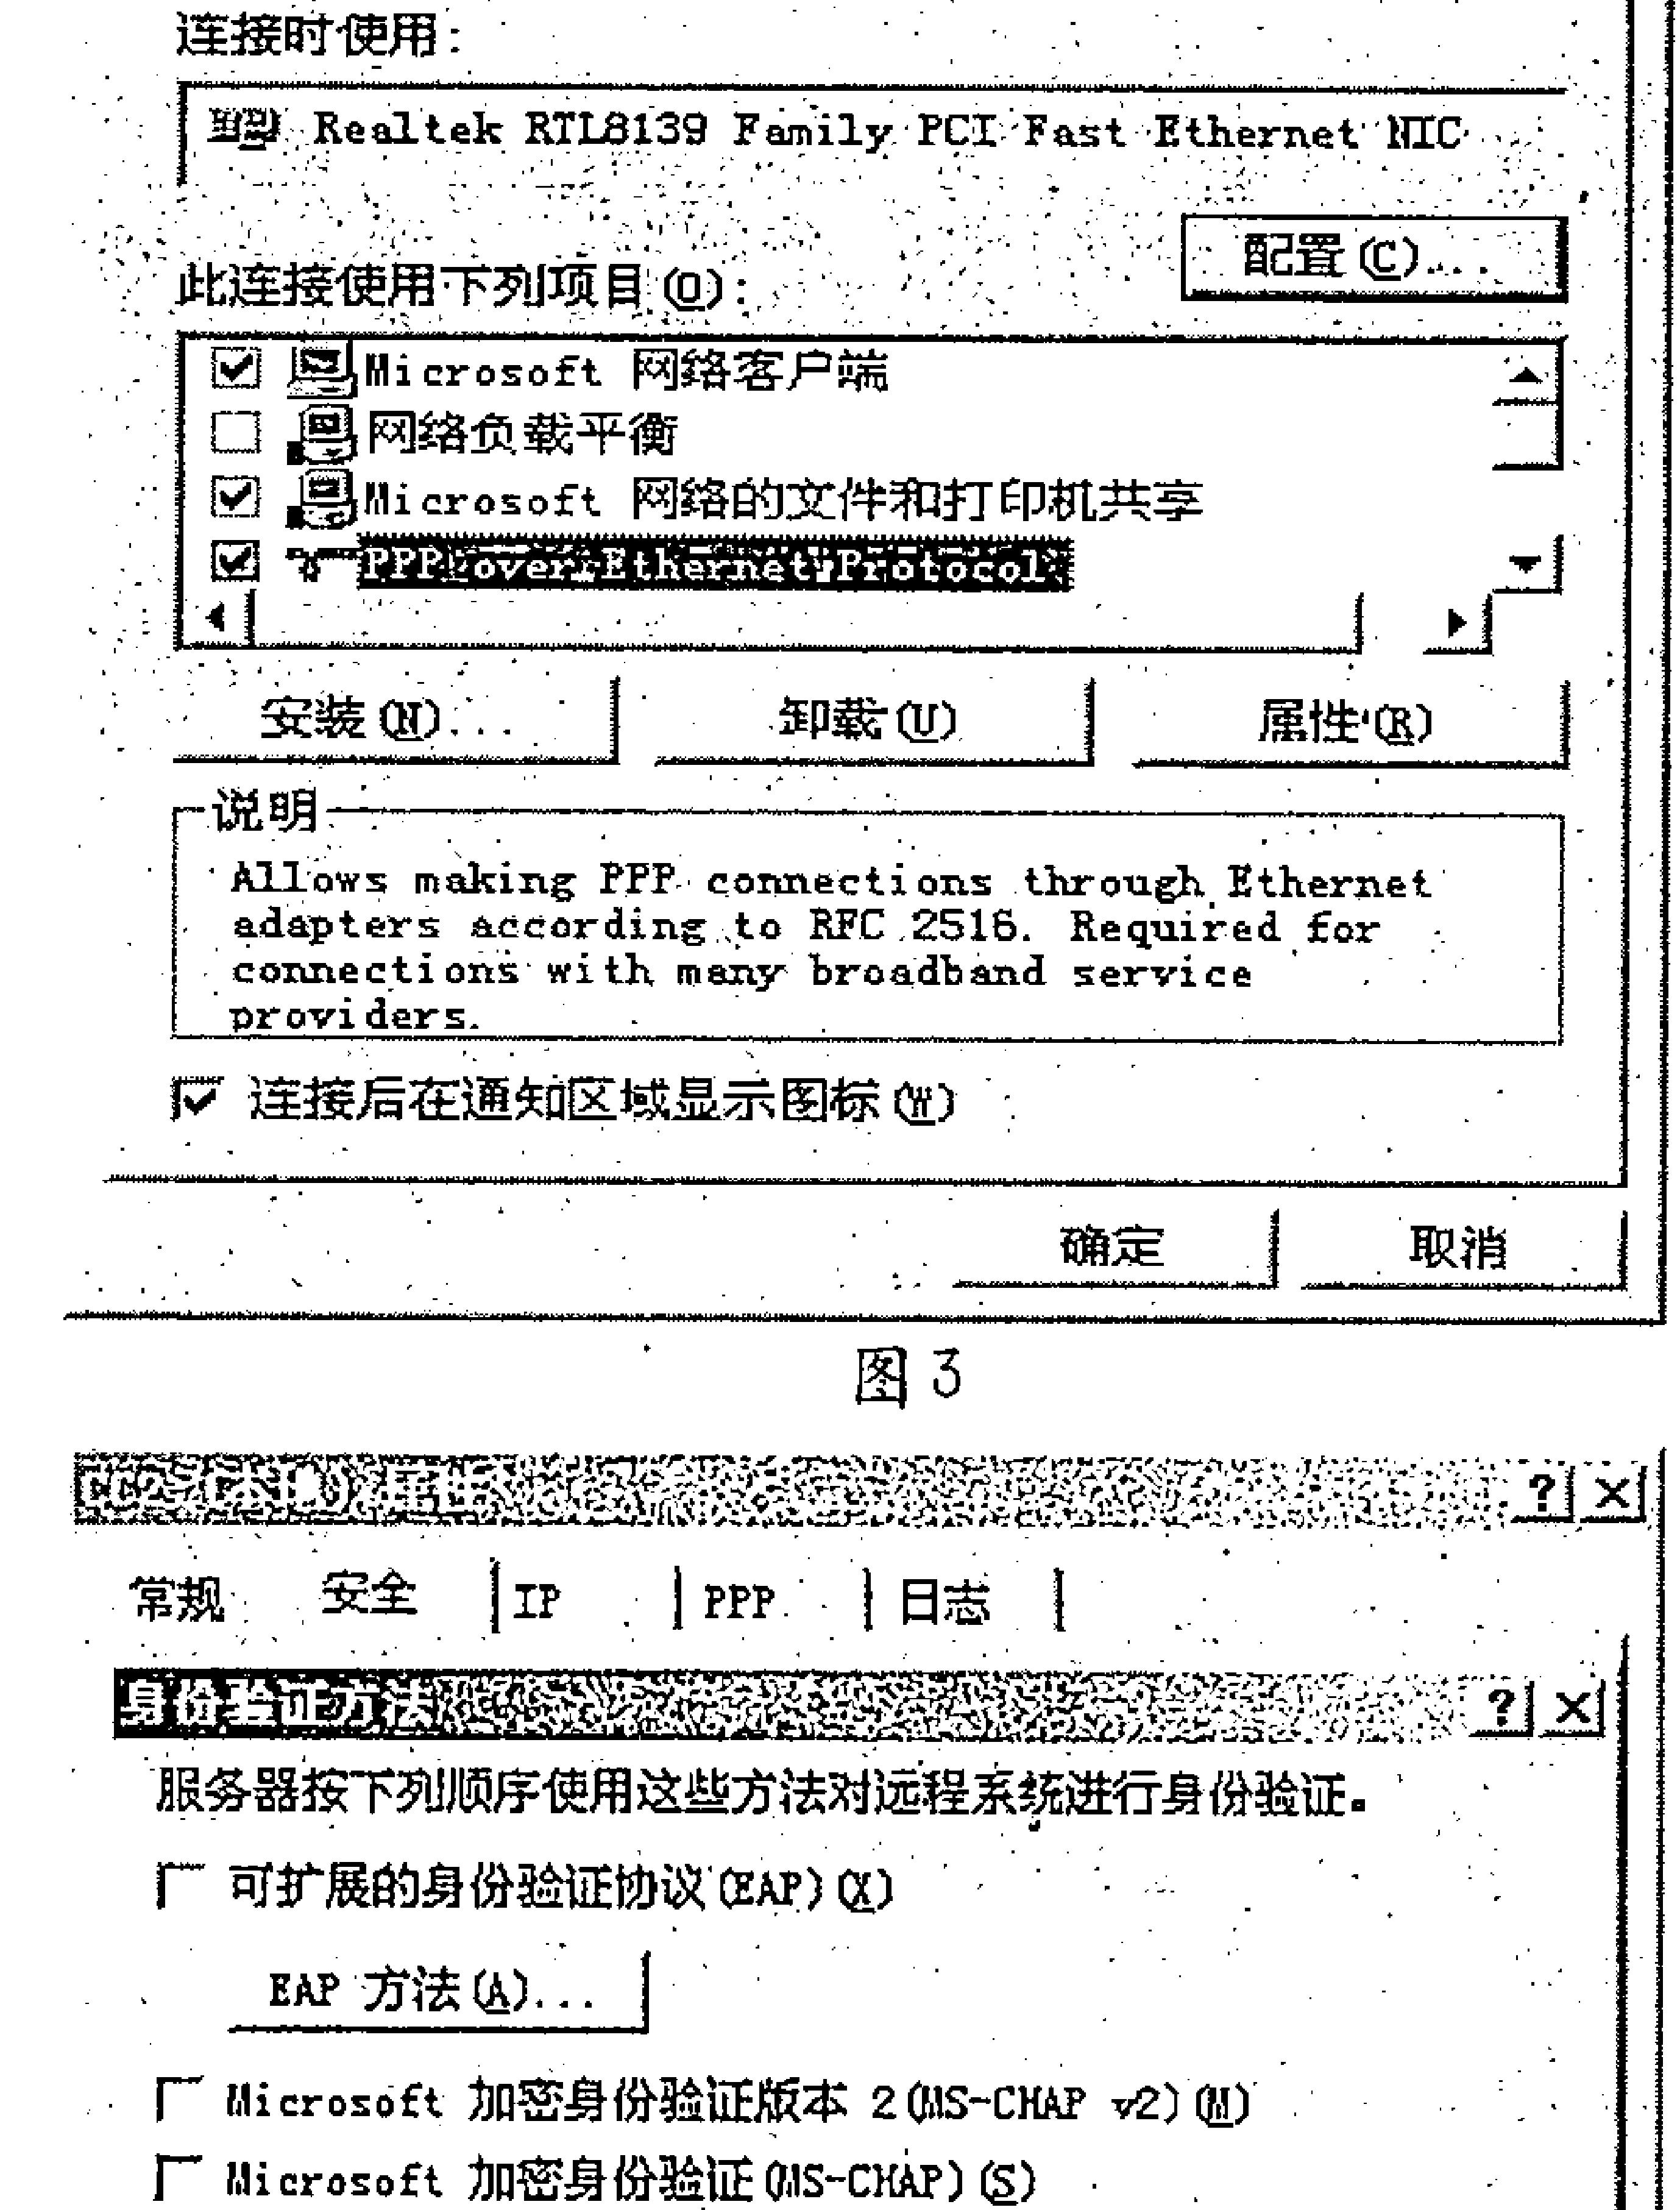 连接时使用:
Realtek RTL8139 Family PCI Fast Ethernet NIC
配置(C)...
此连接使用下列项目(O):
Microsoft 网络客户端
网络负载平衡
Microsoft 网络的文件和打印机共享
PPP over Ethernet Protocol
安装(N)...
卸载(U)
属性(R)
说明
Allows making PPP connections through Ethernet
adapters according to RFC 2516. Required for
connections with many broadband service
providers.
连接后在通知区域显示图标(W)
确定
取消
图 3
(本地) 属性
? ×
常规 安全 IP PPP 日志
身份验证方法
? ×
服务器按下列顺序使用这些方法对远程系统进行身份验证。
可扩展的身份验证协议(EAP)(X)
EAP 方法(A)...
Microsoft 加密身份验证版本 2(MS-CHAP v2)(M)
Microsoft 加密身份验证(MS-CHAP)(S)